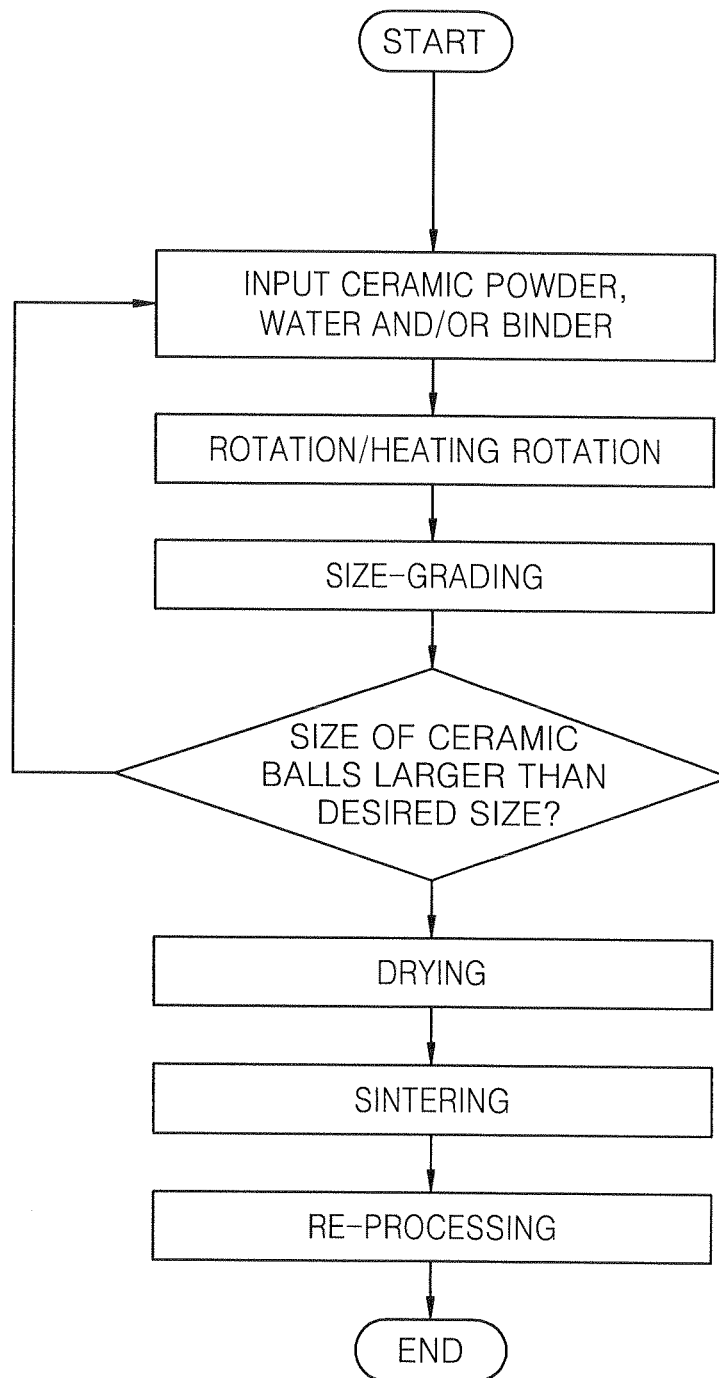 START
INPUT CERAMIC POWDER,
WATER AND/OR BINDER
ROTATION/HEATING ROTATION
SIZE-GRADING
SIZE OF CERAMIC
BALLS LARGER THAN
DESIRED SIZE?
DRYING
SINTERING
RE-PROCESSING
END